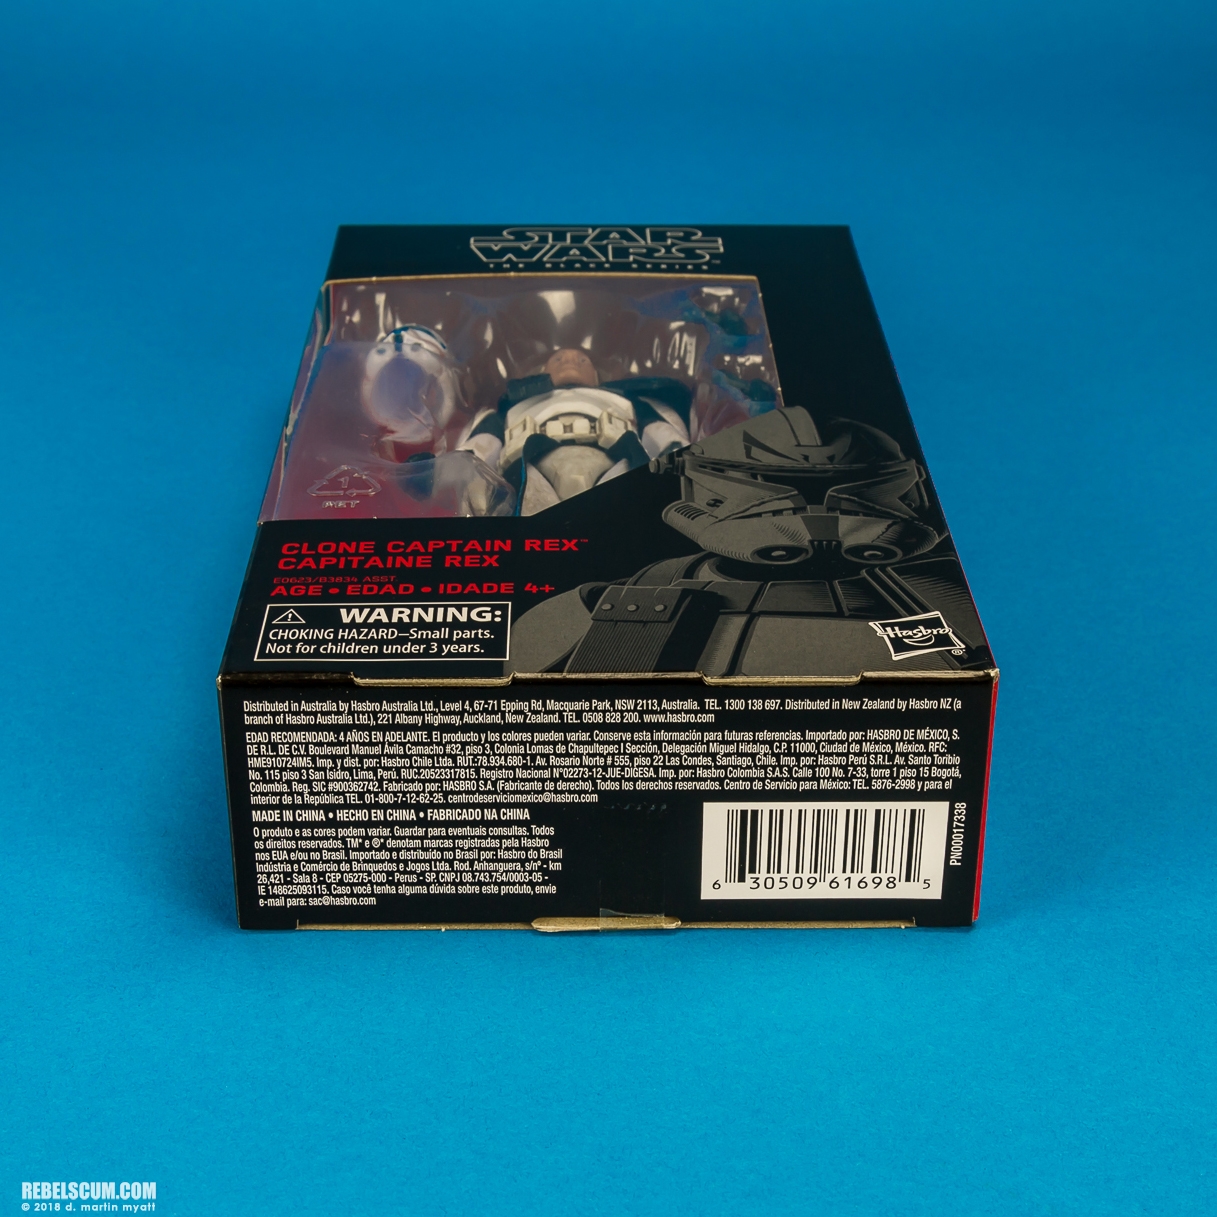 STAR
WARS™
THE BLACK SERIES
1
PET
CLONE CAPTAIN REX™
CAPITAINE REX
E0623/B3834 ASST.
AGE • EDAD • IDADE 4+
WARNING:
CHOKING HAZARD—Small parts.
Not for children under 3 years.
Hasbro
®
Distributed in Australia by Hasbro Australia Ltd., Level 4, 67-71 Epping Rd, Macquarie Park, NSW 2113, Australia. TEL. 1300 138 697. Distributed in New Zealand by Hasbro NZ (a
branch of Hasbro Australia Ltd.), 221 Albany Highway, Auckland, New Zealand. TEL. 0508 828 200. www.hasbro.com
EDAD RECOMENDADA: 4 AÑOS EN ADELANTE. El producto y los colores pueden variar. Conserve esta información para futuras referencias. Importado por: HASBRO DE MÉXICO, S.
DE R.L. DE C.V. Boulevard Manuel Ávila Camacho #32, piso 3, Colonia Lomas de Chapultepec I Sección, Delegación Miguel Hidalgo, C.P. 11000, Ciudad de México, México. RFC:
HME910724IM5. Imp. y dist. por: Hasbro Chile Ltda. RUT.:78.934.680-1. Av. Rosario Norte # 555, piso 22 Las Condes, Santiago, Chile. Imp. por: Hasbro Perú S.R.L. Av. Santo Toribio
No. 115 piso 3 San Isidro, Lima, Perú. RUC.20523317815. Registro Nacional N°02273-12-JUE-DIGESA. Imp. por: Hasbro Colombia S.A.S. Calle 100 No. 7-33, torre 1 piso 15 Bogotá,
Colombia. Reg. SIC #900362742. Fabricado por: HASBRO S.A. (Fabricante de derecho). Todos los derechos reservados. Centro de Servicio para México: TEL. 5876-2998 y para el
interior de la República TEL. 01-800-7-12-62-25. centrodeserviciomexico@hasbro.com
MADE IN CHINA • HECHO EN CHINA • FABRICADO NA CHINA
O produto e as cores podem variar. Guardar para eventuais consultas. Todos
os direitos reservados. TM* e ®* denotam marcas registradas pela Hasbro
nos EUA e/ou no Brasil. Importado e distribuído no Brasil por: Hasbro do Brasil
Indústria e Comércio de Brinquedos e Jogos Ltda. Rod. Anhanguera, s/nº - km
26,421 - Sala 8 - CEP 05275-000 - Perus - SP. CNPJ 08.743.754/0003-05 -
IE 148625093115. Caso você tenha alguma dúvida sobre este produto, envie
e-mail para: sac@hasbro.com
6 30509 61698 5
PN00017338
REBELSCUM.COM
© 2018 d. martin myatt